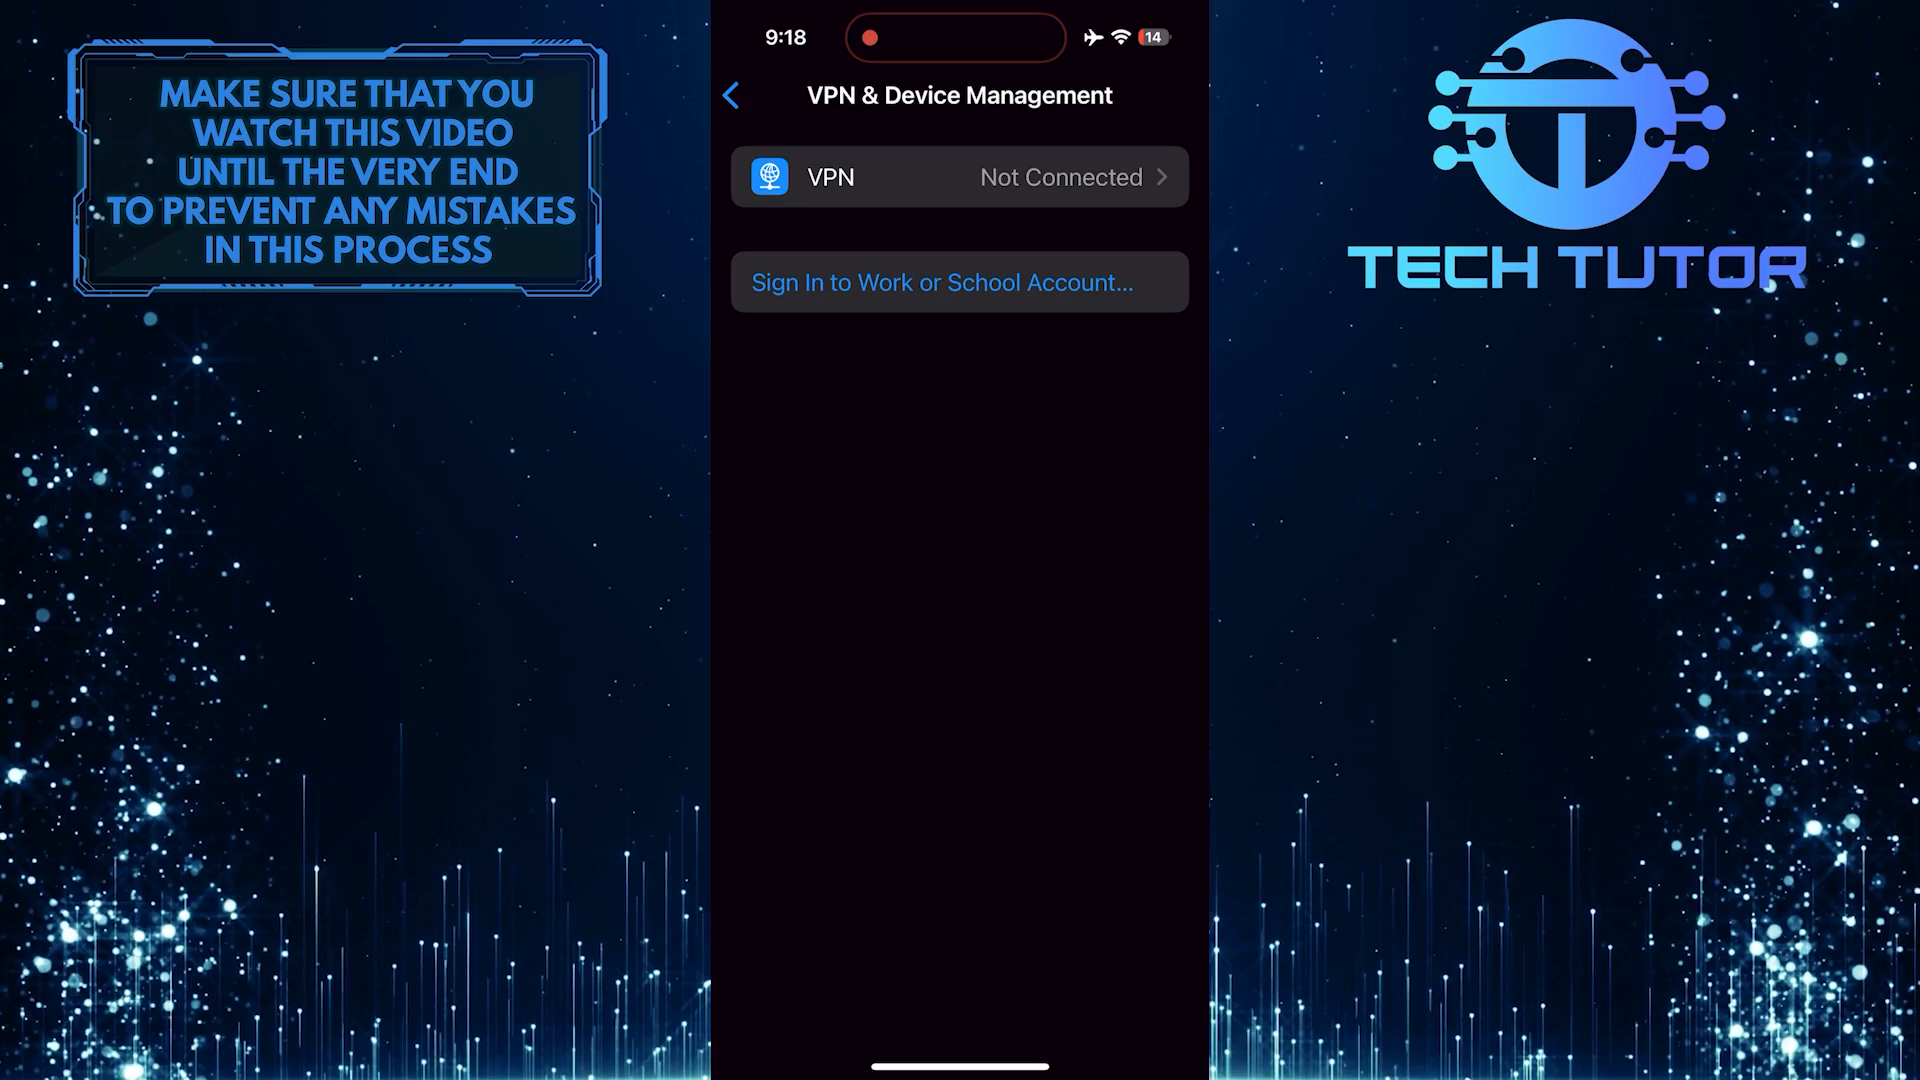 MAKE SURE THAT YOU
WATCH THIS VIDEO
UNTIL THE VERY END
TO PREVENT ANY MISTAKES
IN THIS PROCESS
9:18
14
VPN & Device Management
VPN Not Connected
Sign In to Work or School Account...
TECH TUTOR